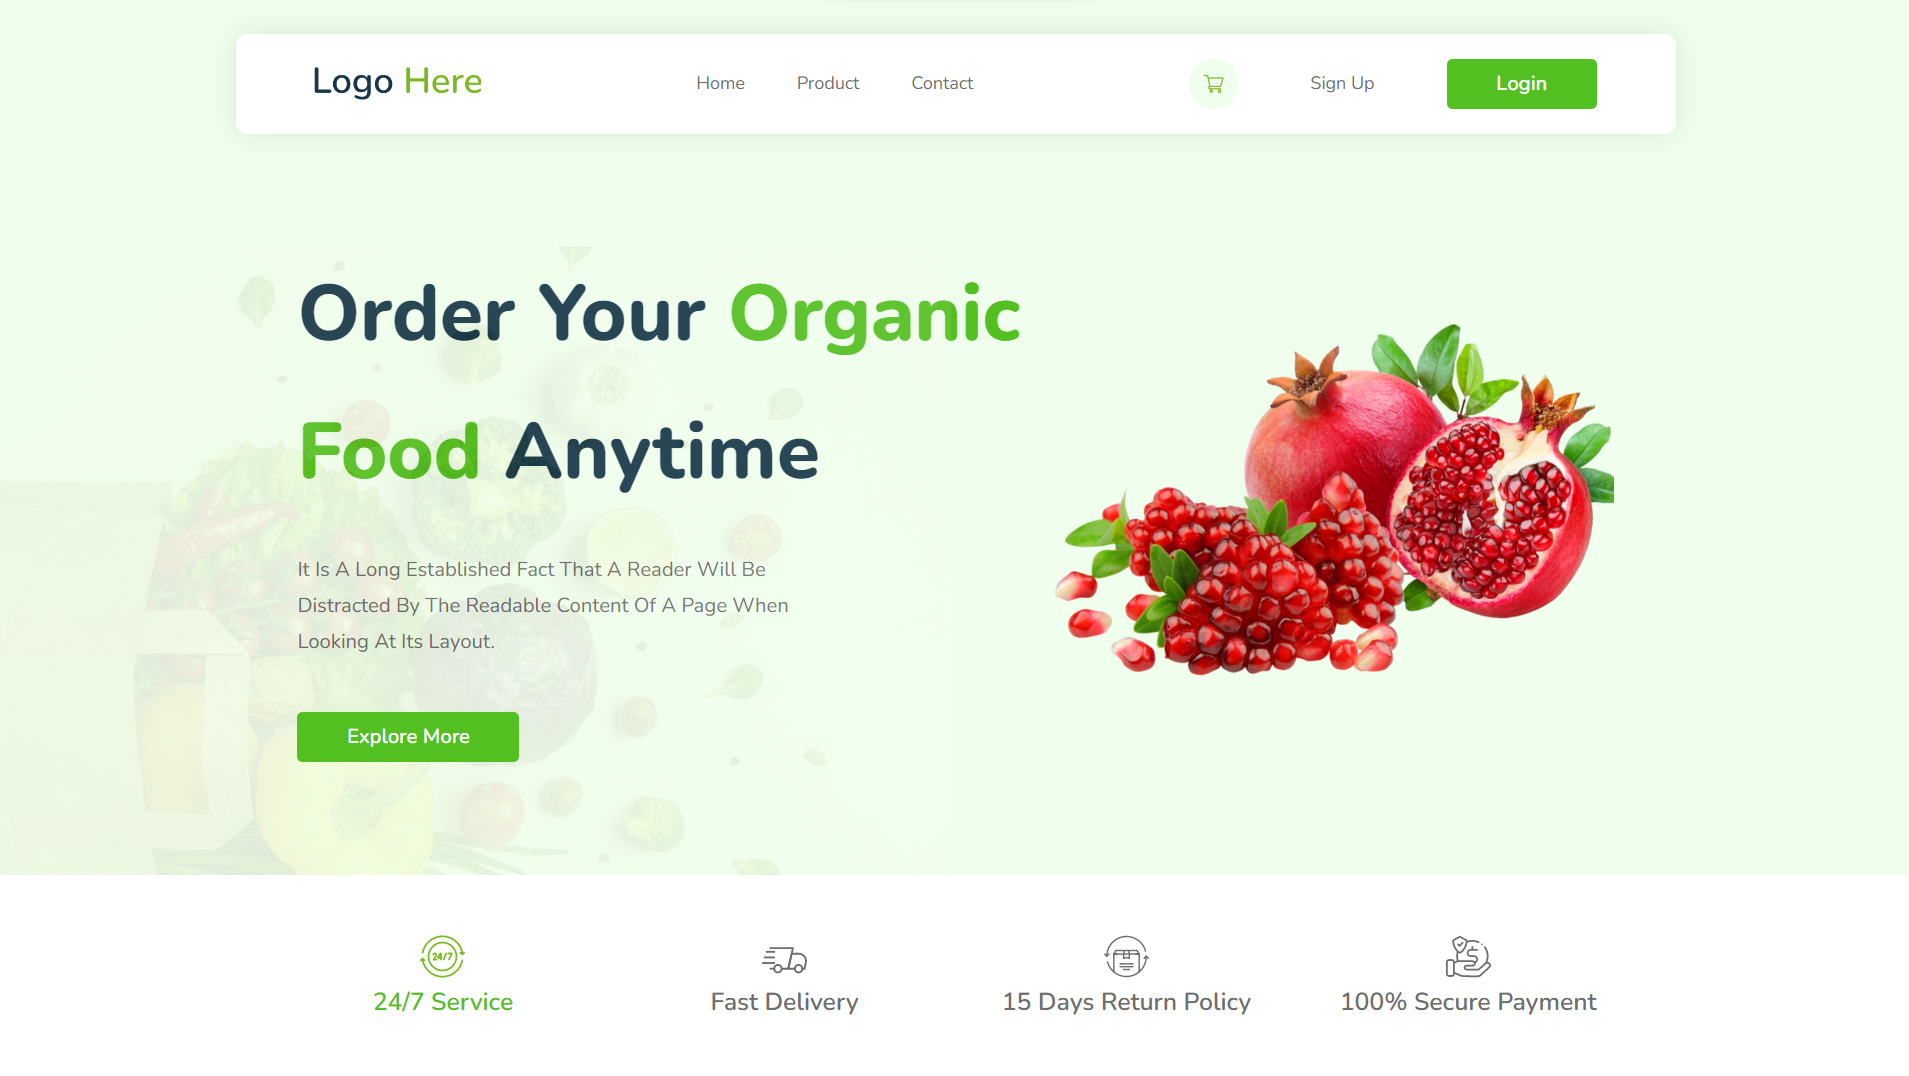 Logo Here
Home
Product
Contact
Sign Up
Login
Order Your Organic
Food Anytime
It Is A Long Established Fact That A Reader Will Be
Distracted By The Readable Content Of A Page When
Looking At Its Layout.
Explore More
24/7
24/7 Service
Fast Delivery
15 Days Return Policy
$
100% Secure Payment